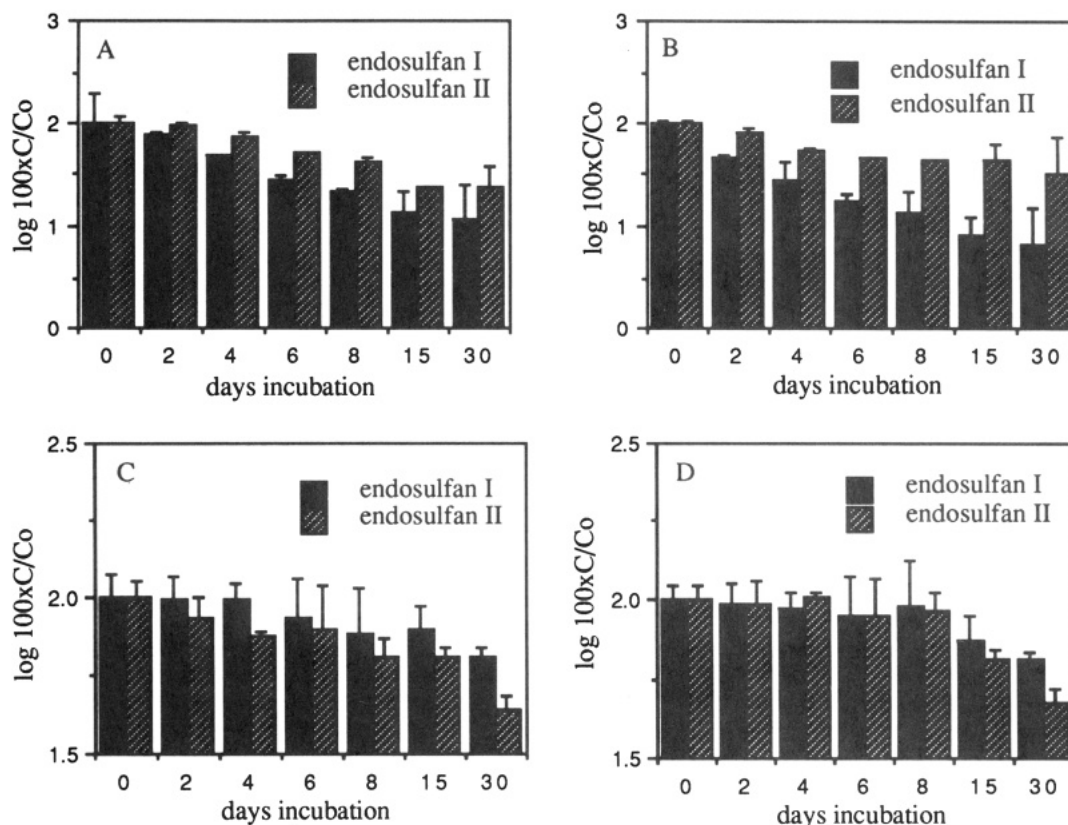 A
endosulfan I
endosulfan II
log 100xC/Co
3
2
1
0
0 2 4 6 8 15 30
days incubation
B
endosulfan I
endosulfan II
log 100xC/Co
3
2
1
0
0 2 4 6 8 15 30
days incubation
C
endosulfan I
endosulfan II
log 100xC/Co
2.5
2.0
1.5
0 2 4 6 8 15 30
days incubation
D
endosulfan I
endosulfan II
log 100xC/Co
2.5
2.0
1.5
0 2 4 6 8 15 30
days incubation